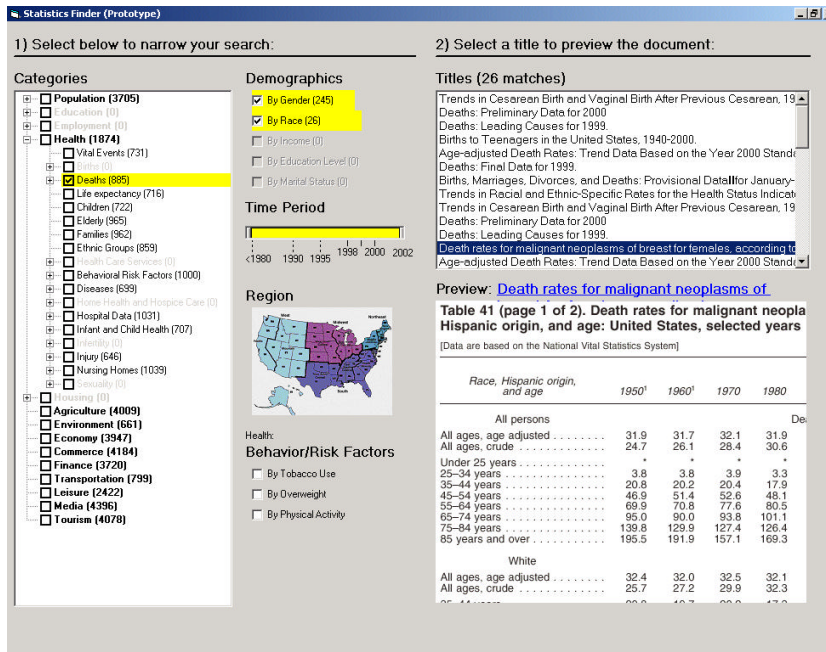 Statistics Finder (Prototype)
1) Select below to narrow your search:
Categories
Population (3705)
Education (0)
Employment (0)
Health (1874)
Vital Events (731)
Births (0)
Deaths (885)
Life expectancy (716)
Children (722)
Elderly (965)
Families (962)
Ethnic Groups (859)
Health Care Services (0)
Behavioral Risk Factors (1000)
Diseases (699)
Home Health and Hospice Care (0)
Hospital Data (1031)
Infant and Child Health (707)
Infertility (0)
Injury (646)
Nursing Homes (1039)
Sexuality (0)
Housing (0)
Agriculture (4009)
Environment (661)
Economy (3947)
Commerce (4184)
Finance (3720)
Transportation (799)
Leisure (2422)
Media (4396)
Tourism (4078)
Demographics
By Gender (245)
By Race (26)
By Income (0)
By Education Level (0)
By Marital Status (0)
Time Period
<1980 1990 1995 1998 2000 2002
Region
West Midwest Northeast
South
Health:
Behavior/Risk Factors
By Tobacco Use
By Overweight
By Physical Activity
2) Select a title to preview the document:
Titles (26 matches)
Trends in Cesarean Birth and Vaginal Birth After Previous Cesarean, 19
Deaths: Preliminary Data for 2000
Deaths: Leading Causes for 1999.
Births to Teenagers in the United States, 1940-2000.
Age-adjusted Death Rates: Trend Data Based on the Year 2000 Standa
Deaths: Final Data for 1999.
Births, Marriages, Divorces, and Deaths: Provisional Data for January-
Trends in Racial and Ethnic-Specific Rates for the Health Status Indicat
Trends in Cesarean Birth and Vaginal Birth After Previous Cesarean, 19
Deaths: Preliminary Data for 2000
Deaths: Leading Causes for 1999.
Death rates for malignant neoplasms of breast for females, according to
Age-adjusted Death Rates: Trend Data Based on the Year 2000 Standa
Preview: Death rates for malignant neoplasms of
Table 41 (page 1 of 2). Death rates for malignant neopla
Hispanic origin, and age: United States, selected years
[Data are based on the National Vital Statistics System]
Race, Hispanic origin,
and age 1950¹ 1960¹ 1970 1980
All persons De
All ages, age adjusted . . . . . . . . 31.9 31.7 32.1 31.9
All ages, crude . . . . . . . . . . . . . 24.7 26.1 28.4 30.6
Under 25 years . . . . . . . . . . . . . * * * *
25–34 years . . . . . . . . . . . . . . . 3.8 3.8 3.9 3.3
35–44 years . . . . . . . . . . . . . . . 20.8 20.2 20.4 17.9
45–54 years . . . . . . . . . . . . . . . 46.9 51.4 52.6 48.1
55–64 years . . . . . . . . . . . . . . . 69.9 70.8 77.6 80.5
65–74 years . . . . . . . . . . . . . . . 95.0 90.0 93.8 101.1
75–84 years . . . . . . . . . . . . . . . 139.8 129.9 127.4 126.4
85 years and over . . . . . . . . . . . 195.5 191.9 157.1 169.3
White
All ages, age adjusted . . . . . . . . 32.4 32.0 32.5 32.1
All ages, crude . . . . . . . . . . . . . 25.7 27.2 29.9 32.3